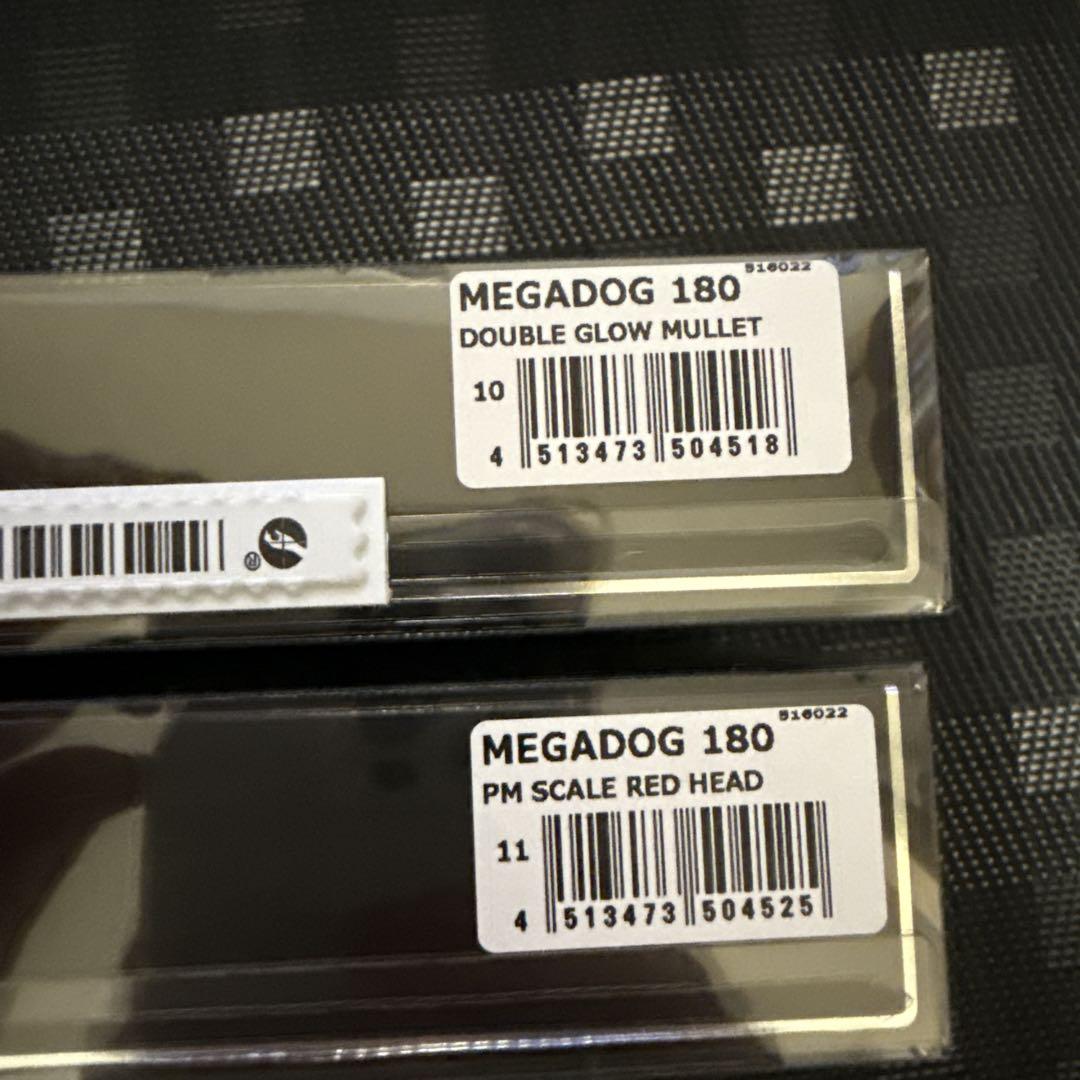 516022
MEGADOG 180
DOUBLE GLOW MULLET
10
4 513473 504518
®
516022
MEGADOG 180
PM SCALE RED HEAD
11
4 513473 504525